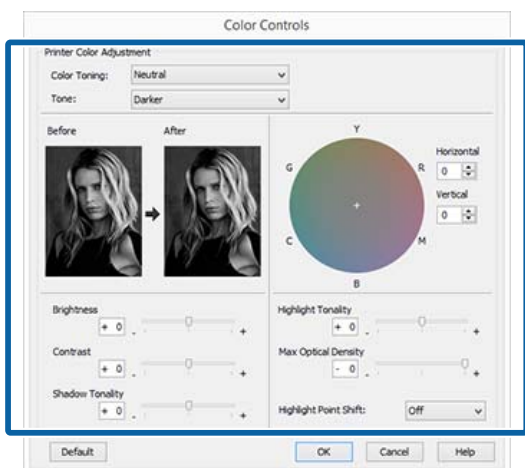 Color Controls
Printer Color Adjustment
Color Toning: Neutral
Tone: Darker
Before After
Y
G R
C M
B
Horizontal
0
Vertical
0
Brightness
+ 0 - +
Contrast
+ 0 - +
Shadow Tonality
+ 0 - +
Highlight Tonality
+ 0 - +
Max Optical Density
- 0 - +
Highlight Point Shift: Off
Default OK Cancel Help